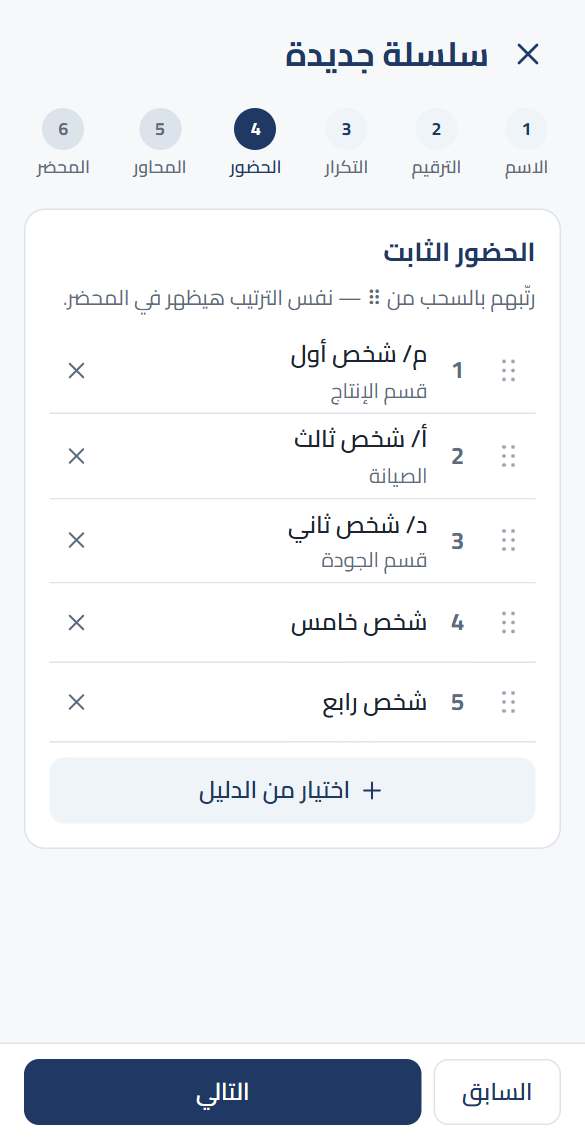 سلسلة جديدة
1 2 3 4 5 6
الاسم الترقيم التكرار الحضور المحاور المحضر
الحضور الثابت
رتّبهم بالسحب من ⠿ — نفس الترتيب هيظهر في المحضر.
1 م/ شخص أول
قسم الإنتاج
2 أ/ شخص ثالث
الصيانة
3 د/ شخص ثاني
قسم الجودة
4 شخص خامس
5 شخص رابع
+ اختيار من الدليل
السابق التالي